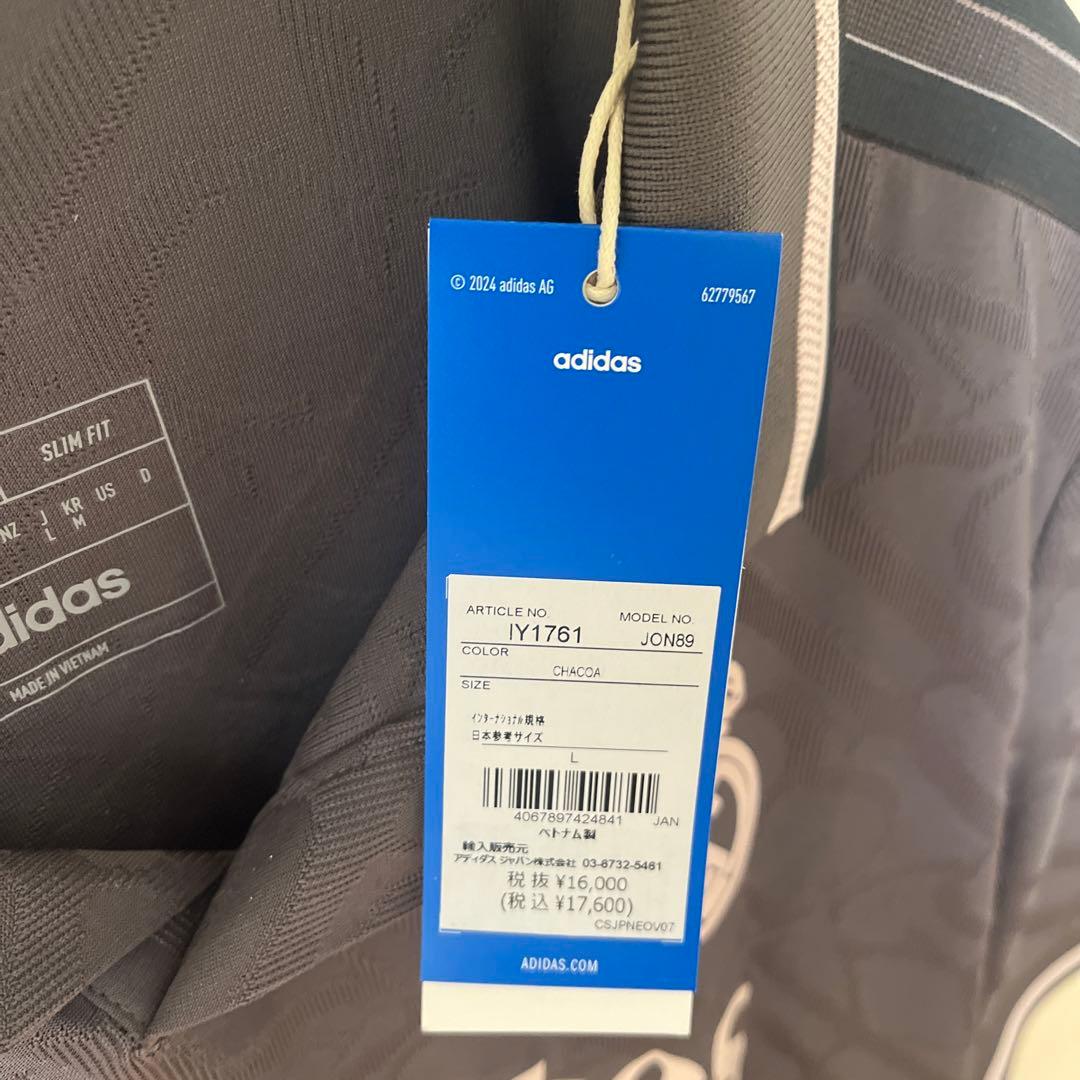 © 2024 adidas AG
62779567
adidas
ARTICLE NO.
MODEL NO.
IY1761
JON89
COLOR
CHACOA
SIZE
インターナショナル規格
日本参考サイズ
L
4067897424841
JAN
ベトナム製
輸入販売元
アディダス ジャパン株式会社 03-6732-5461
税抜 ¥16,000
(税込 ¥17,600)
CSJPNEOV07
ADIDAS.COM
SLIM FIT
NZ J KR US D
L M
didas
MADE IN VIETNAM